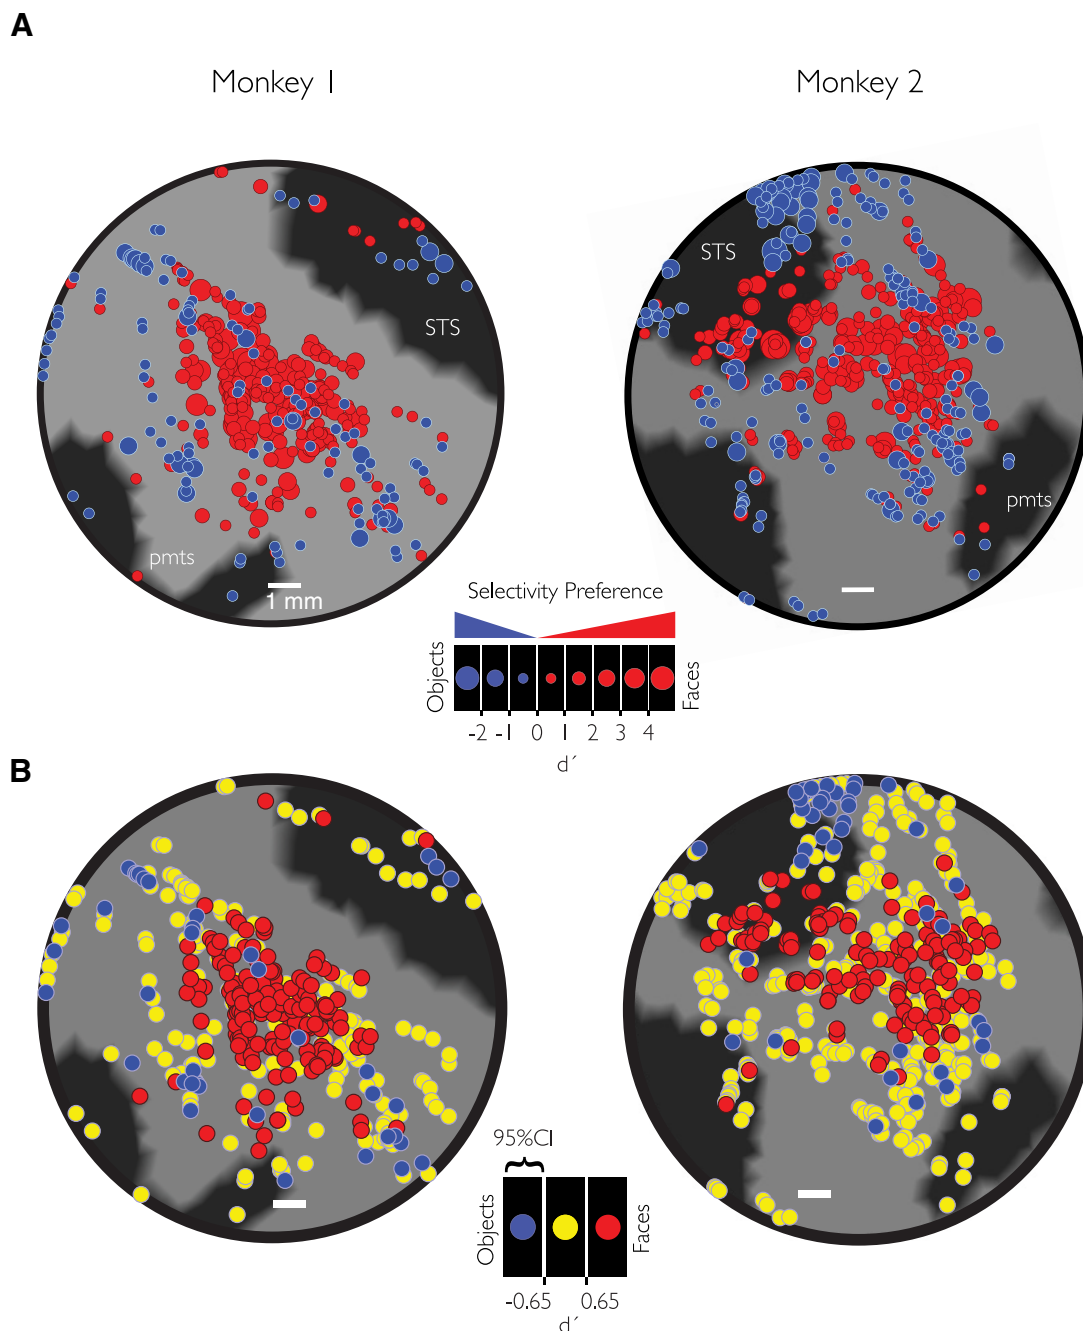 A
Monkey 1
Monkey 2
STS
STS
pmts
pmts
1 mm
Selectivity Preference
Objects
Faces
-2 -1 0 1 2 3 4
d´
B
95%CI
Objects
Faces
-0.65 0.65
d´